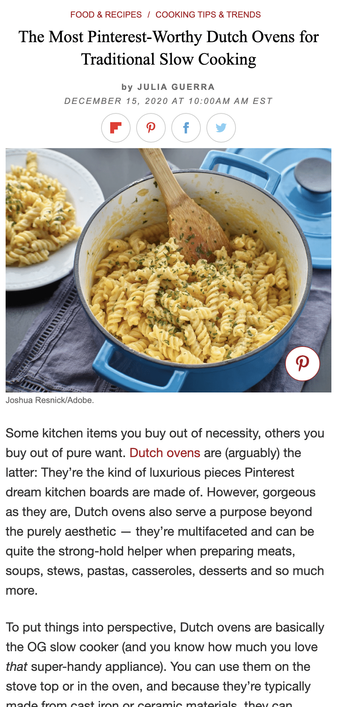 FOOD & RECIPES / COOKING TIPS & TRENDS
The Most Pinterest-Worthy Dutch Ovens for
Traditional Slow Cooking
by JULIA GUERRA
DECEMBER 15, 2020 AT 10:00AM AM EST
Joshua Resnick/Adobe.
Some kitchen items you buy out of necessity, others you
buy out of pure want. Dutch ovens are (arguably) the
latter: They’re the kind of luxurious pieces Pinterest
dream kitchen boards are made of. However, gorgeous
as they are, Dutch ovens also serve a purpose beyond
the purely aesthetic — they’re multifaceted and can be
quite the strong-hold helper when preparing meats,
soups, stews, pastas, casseroles, desserts and so much
more.
To put things into perspective, Dutch ovens are basically
the OG slow cooker (and you know how much you love
that super-handy appliance). You can use them on the
stove top or in the oven, and because they’re typically
made from cast iron or ceramic materials, they can